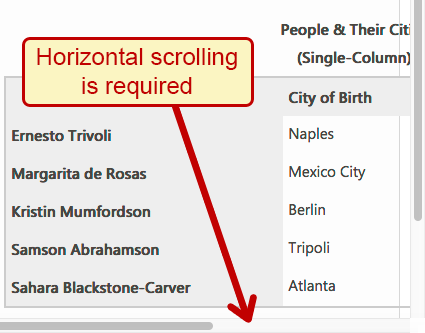 People & Their Citi
(Single-Column)
Horizontal scrolling
is required
City of Birth
Ernesto Trivoli Naples
Margarita de Rosas Mexico City
Kristin Mumfordson Berlin
Samson Abrahamson Tripoli
Sahara Blackstone-Carver Atlanta